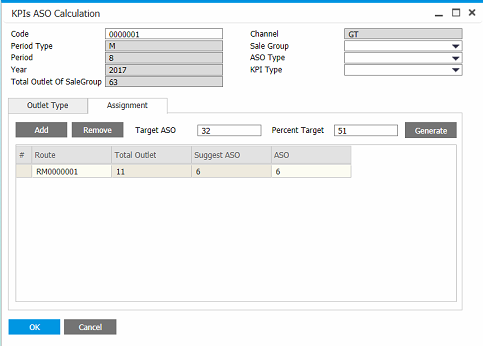 KPIs ASO Calculation
Code 0000001 Channel GT
Period Type M Sale Group
Period 8 ASO Type
Year 2017 KPI Type
Total Outlet Of SaleGroup 63
Outlet Type Assignment
Add Remove Target ASO 32 Percent Target 51 Generate
# Route Total Outlet Suggest ASO ASO
RM0000001 11 6 6
OK Cancel